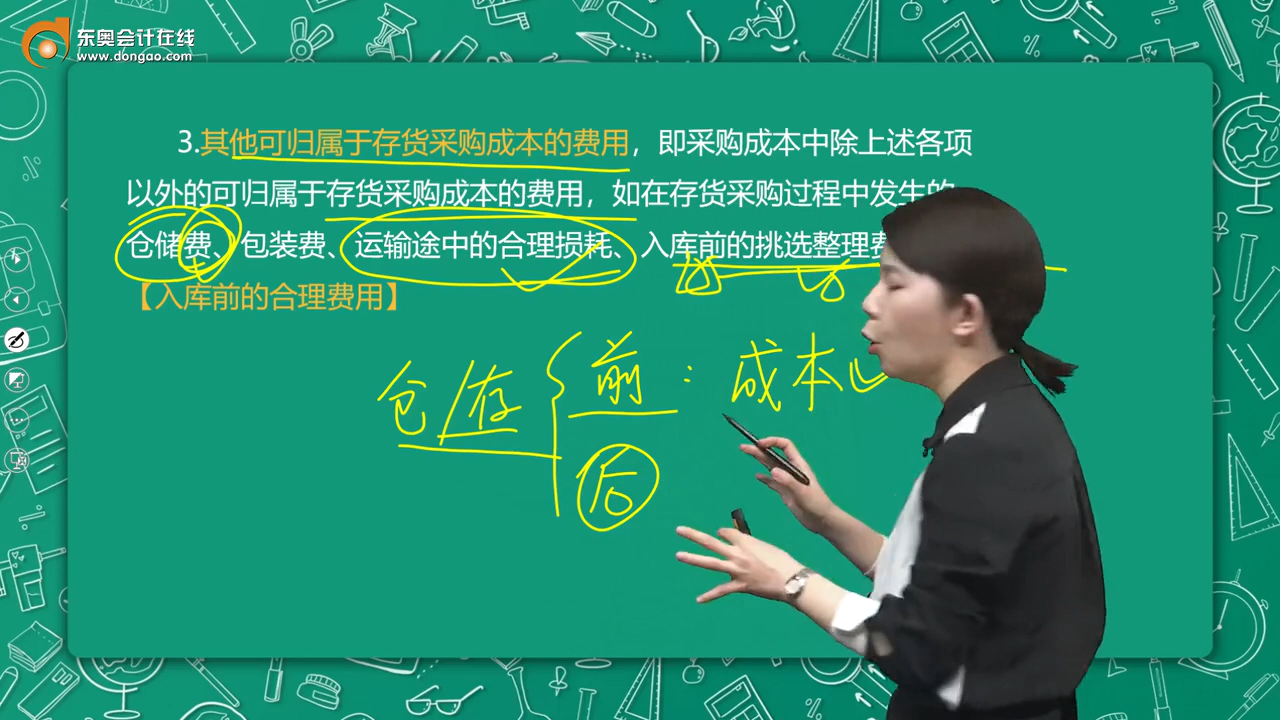 东奥会计在线
www.dongao.com
3.其他可归属于存货采购成本的费用，即采购成本中除上述各项
以外的可归属于存货采购成本的费用，如在存货采购过程中发生的
仓储费、包装费、运输途中的合理损耗、入库前的挑选整理费
【入库前的合理费用】
仓储
前：成本
后